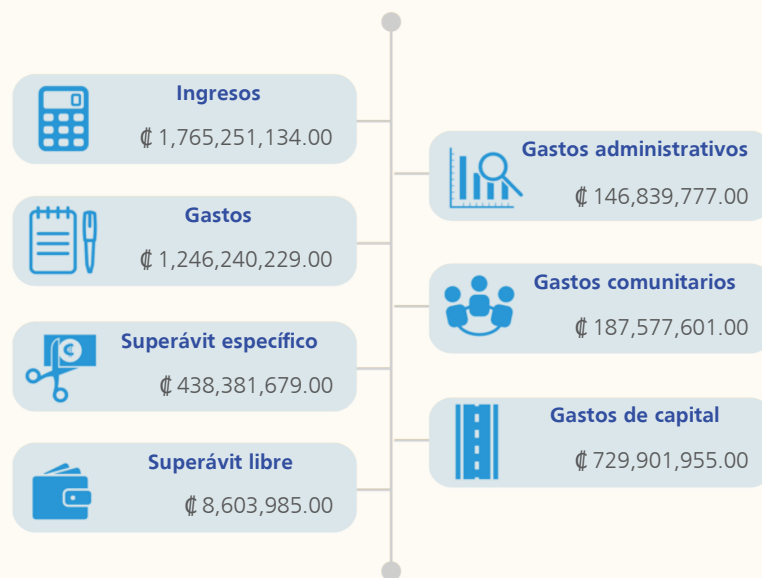 Ingresos
₡ 1,765,251,134.00
Gastos
₡ 1,246,240,229.00
Superávit específico
₡ 438,381,679.00
Superávit libre
₡ 8,603,985.00
Gastos administrativos
₡ 146,839,777.00
Gastos comunitarios
₡ 187,577,601.00
Gastos de capital
₡ 729,901,955.00